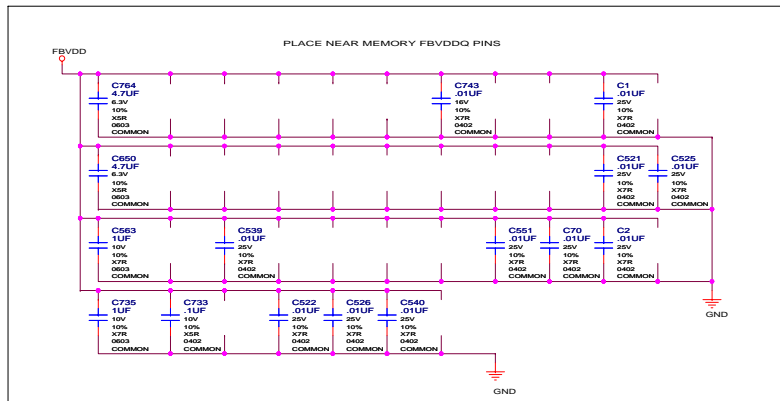 PLACE NEAR MEMORY FBVDDQ PINS
FBVDD
C764
4.7UF
6.3V
10%
X5R
0603
COMMON
C743
.01UF
16V
10%
X7R
0402
COMMON
C1
.01UF
25V
10%
X7R
0402
COMMON
C650
4.7UF
6.3V
10%
X5R
0603
COMMON
C521
.01UF
25V
10%
X7R
0402
COMMON
C525
.01UF
25V
10%
X7R
0402
COMMON
C563
1UF
10V
10%
X7R
0603
COMMON
C539
.01UF
25V
10%
X7R
0402
COMMON
C551
.01UF
25V
10%
X7R
0402
COMMON
C70
.01UF
25V
10%
X7R
0402
COMMON
C2
.01UF
25V
10%
X7R
0402
COMMON
C735
1UF
10V
10%
X7R
0603
COMMON
C733
.1UF
10V
10%
X5R
0402
COMMON
C522
.01UF
25V
10%
X7R
0402
COMMON
C526
.01UF
25V
10%
X7R
0402
COMMON
C540
.01UF
25V
10%
X7R
0402
COMMON
GND
GND